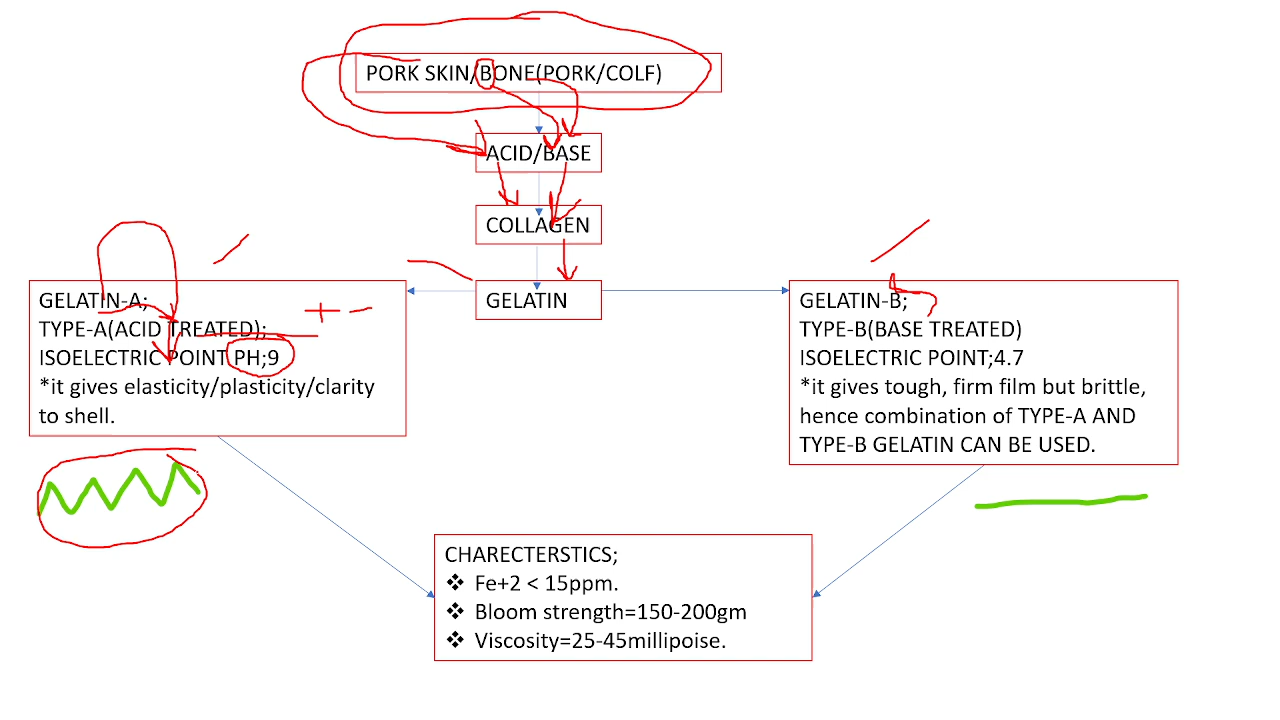 PORK SKIN/BONE(PORK/COLF)
ACID/BASE
COLLAGEN
GELATIN
GELATIN-A;
TYPE-A(ACID TREATED);
ISOELECTRIC POINT PH;9
*it gives elasticity/plasticity/clarity
to shell.
+ -
GELATIN-B;
TYPE-B(BASE TREATED)
ISOELECTRIC POINT;4.7
*it gives tough, firm film but brittle,
hence combination of TYPE-A AND
TYPE-B GELATIN CAN BE USED.
CHARECTERSTICS;
❖ Fe+2 < 15ppm.
❖ Bloom strength=150-200gm
❖ Viscosity=25-45millipoise.